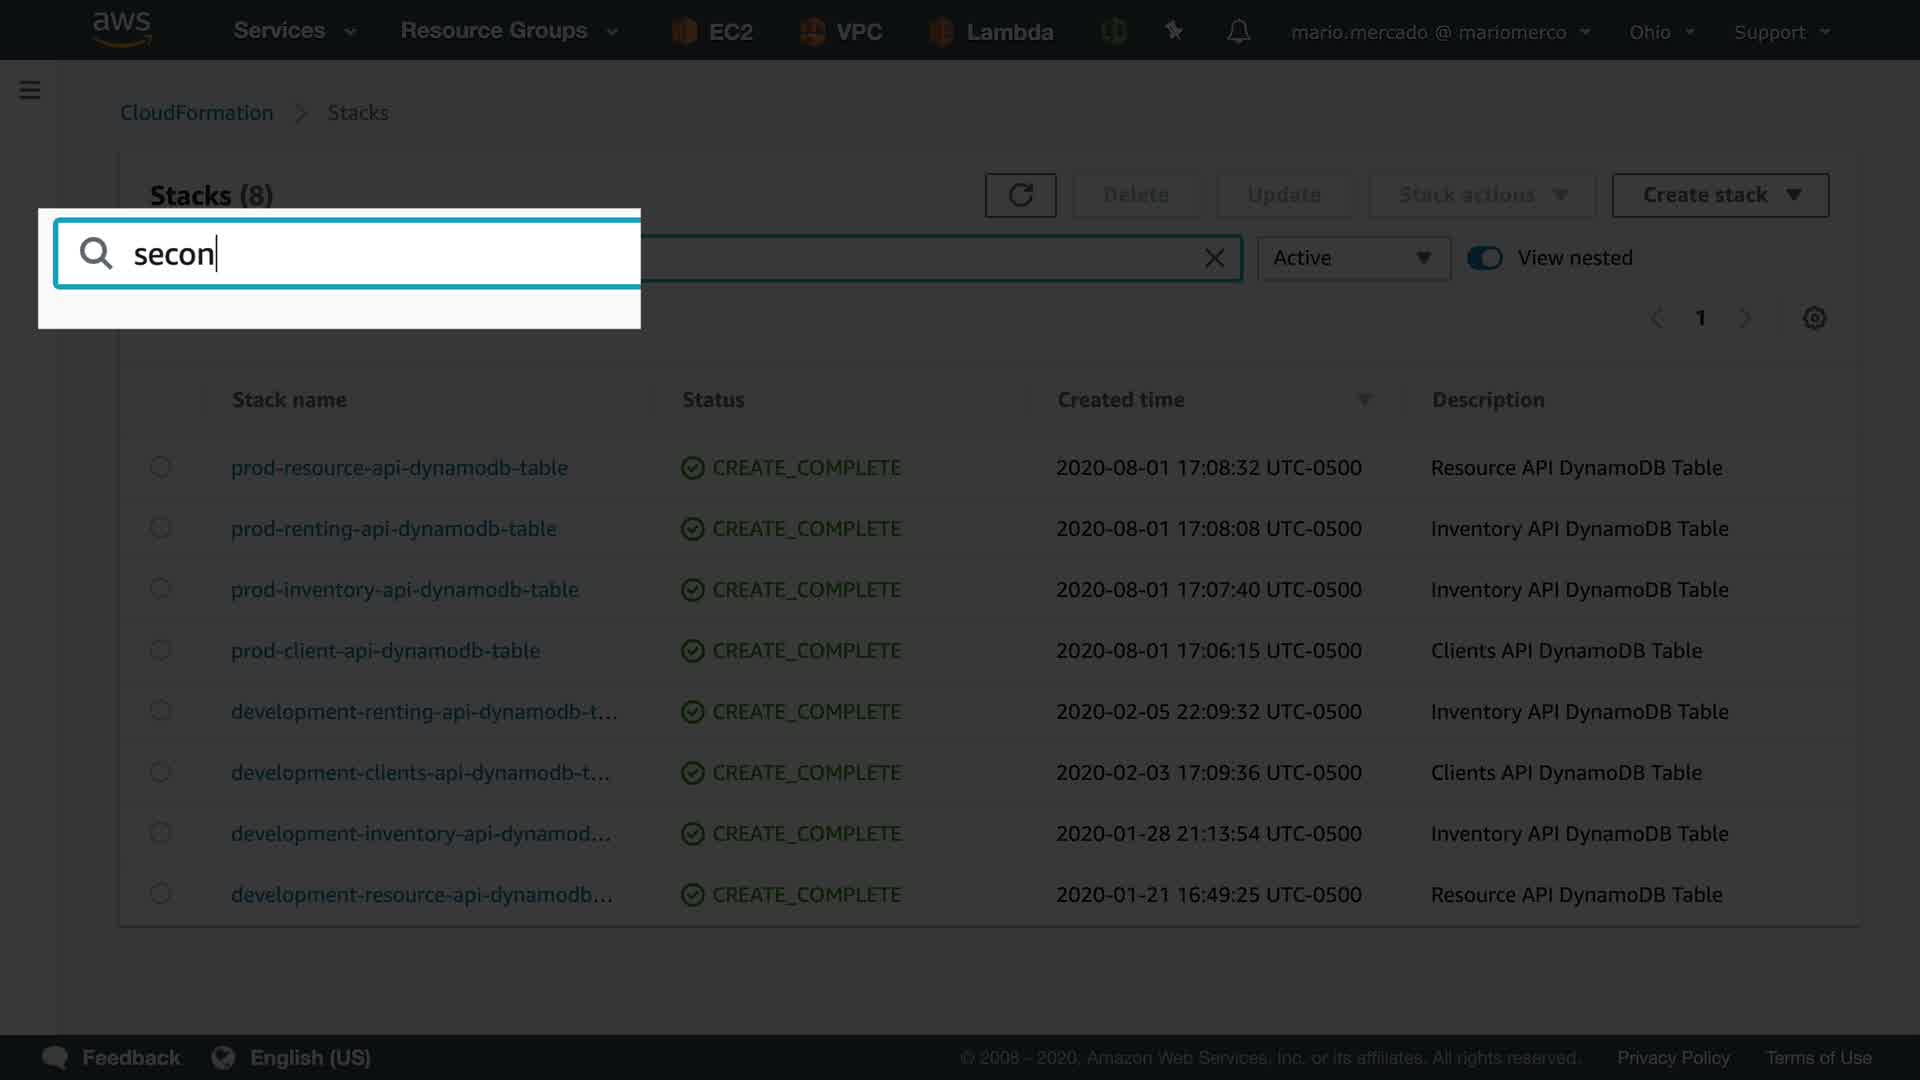 aws Services Resource Groups EC2 VPC Lambda mario.mercado @ mariomerco Ohio Support
CloudFormation Stacks
Stacks (8) Delete Update Stack actions Create stack
secon Active View nested
1
Stack name Status Created time Description
prod-resource-api-dynamodb-table CREATE_COMPLETE 2020-08-01 17:08:32 UTC-0500 Resource API DynamoDB Table
prod-renting-api-dynamodb-table CREATE_COMPLETE 2020-08-01 17:08:08 UTC-0500 Inventory API DynamoDB Table
prod-inventory-api-dynamodb-table CREATE_COMPLETE 2020-08-01 17:07:40 UTC-0500 Inventory API DynamoDB Table
prod-client-api-dynamodb-table CREATE_COMPLETE 2020-08-01 17:06:15 UTC-0500 Clients API DynamoDB Table
development-renting-api-dynamodb-t... CREATE_COMPLETE 2020-02-05 22:09:32 UTC-0500 Inventory API DynamoDB Table
development-clients-api-dynamodb-t... CREATE_COMPLETE 2020-02-03 17:09:36 UTC-0500 Clients API DynamoDB Table
development-inventory-api-dynamod... CREATE_COMPLETE 2020-01-28 21:13:54 UTC-0500 Inventory API DynamoDB Table
development-resource-api-dynamodb... CREATE_COMPLETE 2020-01-21 16:49:25 UTC-0500 Resource API DynamoDB Table
Feedback English (US) © 2008 - 2020, Amazon Web Services, Inc. or its affiliates. All rights reserved. Privacy Policy Terms of Use